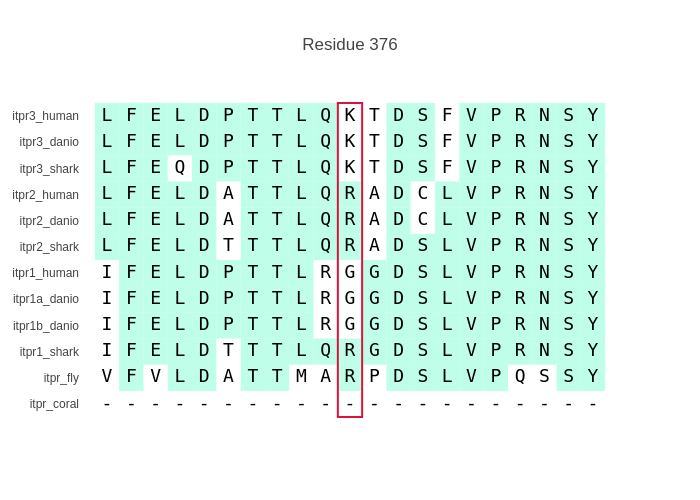 Residue 376
itpr3_human L F E L D P T T L Q K T D S F V P R N S Y
itpr3_danio L F E L D P T T L Q K T D S F V P R N S Y
itpr3_shark L F E Q D P T T L Q K T D S F V P R N S Y
itpr2_human L F E L D A T T L Q R A D C L V P R N S Y
itpr2_danio L F E L D A T T L Q R A D C L V P R N S Y
itpr2_shark L F E L D T T T L Q R A D S L V P R N S Y
itpr1_human I F E L D P T T L R G G D S L V P R N S Y
itpr1a_danio I F E L D P T T L R G G D S L V P R N S Y
itpr1b_danio I F E L D P T T L R G G D S L V P R N S Y
itpr1_shark I F E L D T T T L Q R G D S L V P R N S Y
itpr_fly V F V L D A T T M A R P D S L V P Q S S Y
itpr_coral - - - - - - - - - - - - - - - - - - - - -